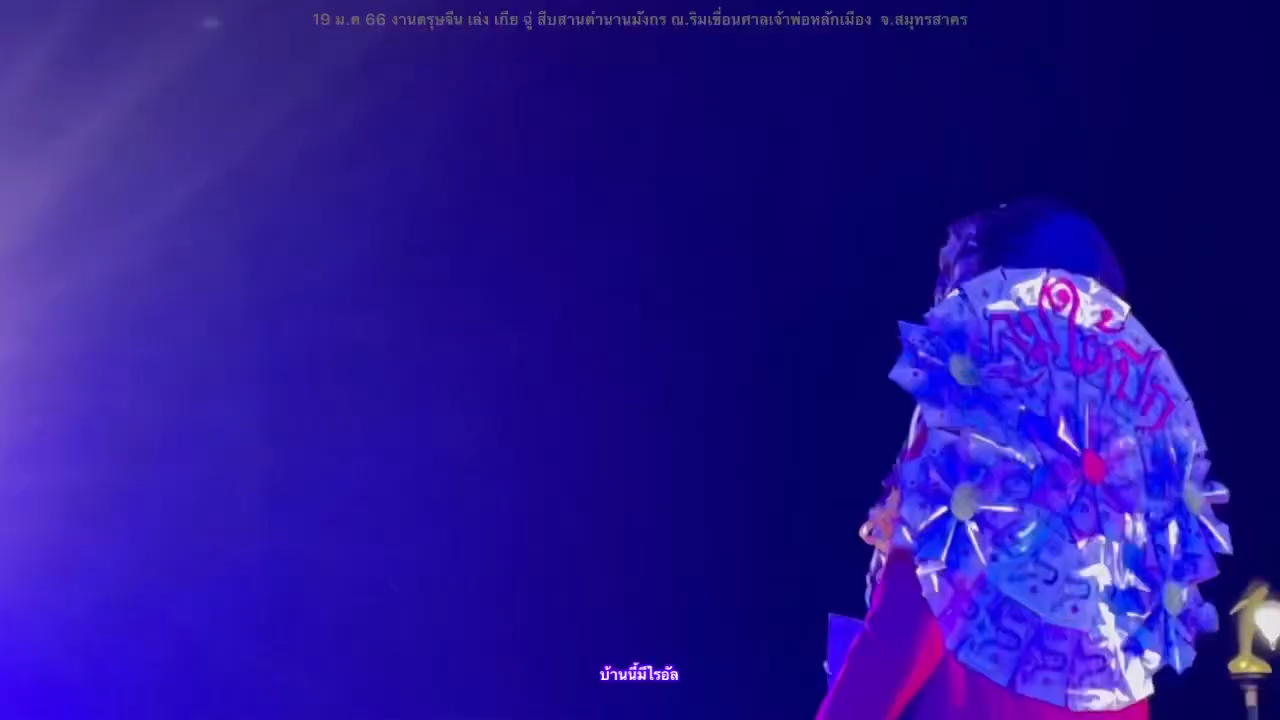 19 ม.ค 66 งานตรุษจีน เล่ง เกีย ฉู่ สืบสานตำนานมังกร ณ.ริมเขื่อนศาลเจ้าพ่อหลักเมือง จ.สมุทรสาคร
บ้านนี้มีไรอัล